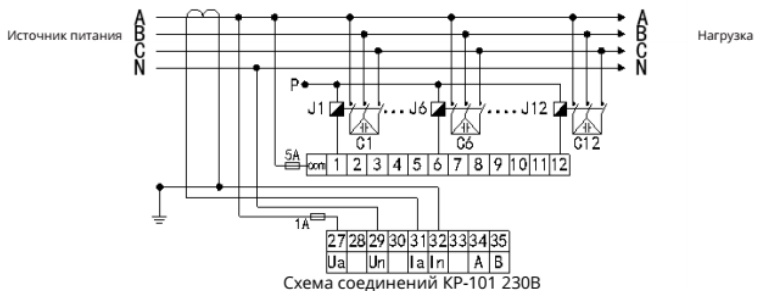 A A
Источник питания B B Нагрузка
C C
N N
P
J1 J6 J12
C1 C6 C12
5A com 1 2 3 4 5 6 7 8 9 10 11 12
1A
27 28 29 30 31 32 33 34 35
Ua Un Ia In A B
Схема соединений КР-101 230В